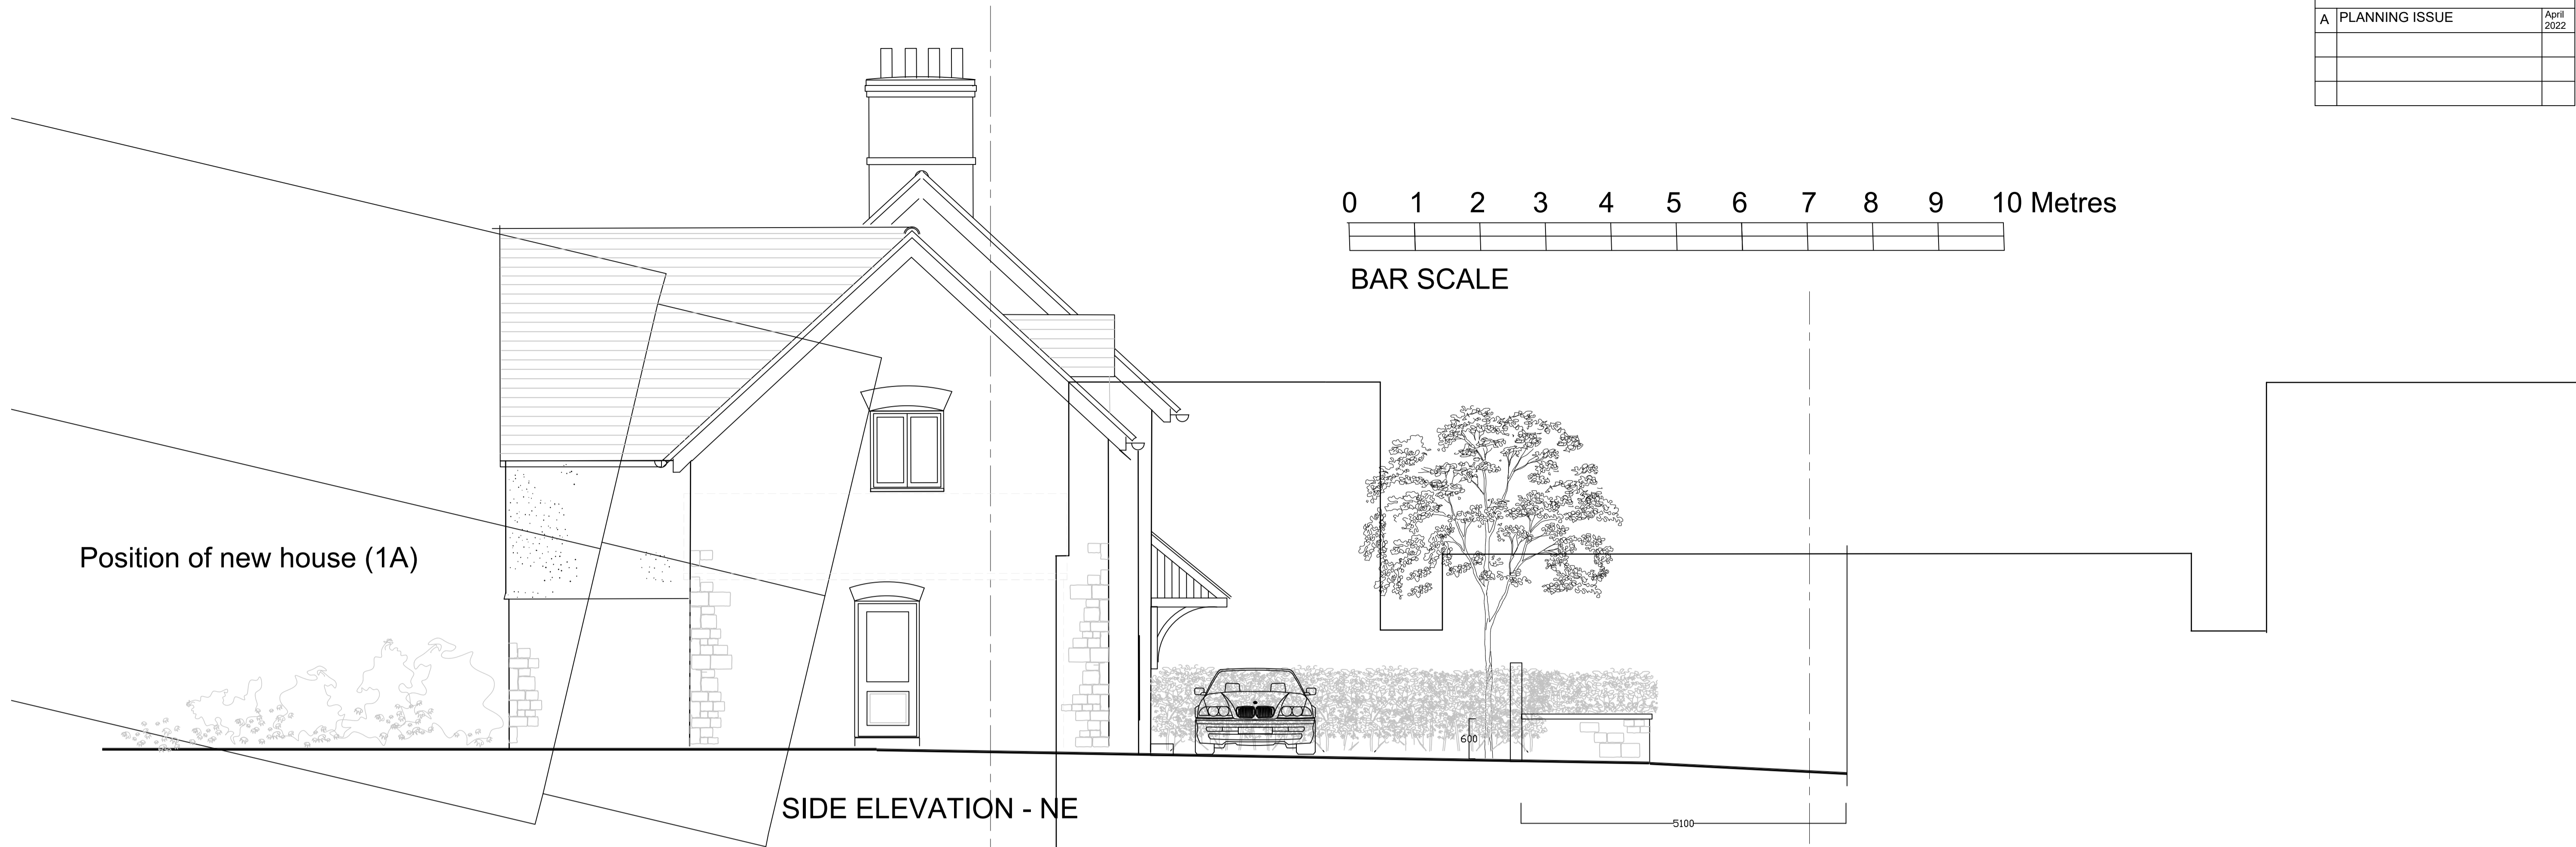 A PLANNING ISSUE April 2022
0 1 2 3 4 5 6 7 8 9 10 Metres
BAR SCALE
Position of new house (1A)
600
SIDE ELEVATION - NE
5100